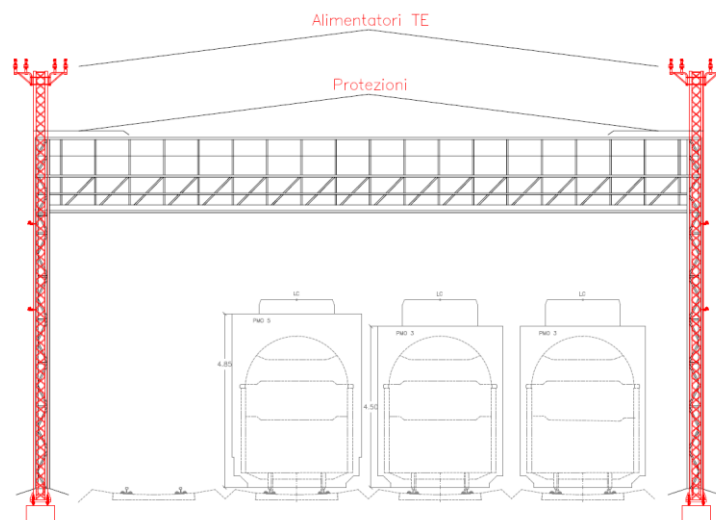 Alimentatori TE
Protezioni
LC LC LC
PMO 5 PMO 3 PMO 3
4.85
4.50